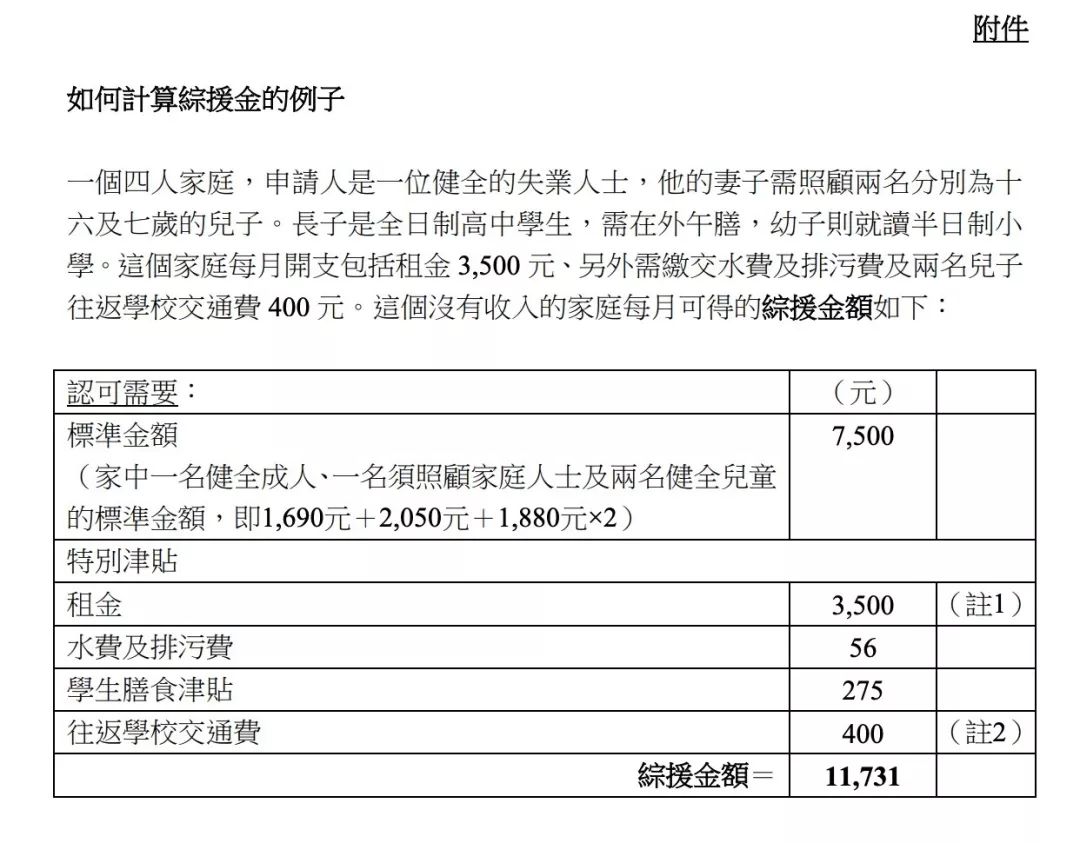 附件
如何計算綜援金的例子
一個四人家庭，申請人是一位健全的失業人士，他的妻子需照顧兩名分別為十
六及七歲的兒子。長子是全日制高中學生，需在外午膳，幼子則就讀半日制小
學。這個家庭每月開支包括租金 3,500 元、另外需繳交水費及排污費及兩名兒子
往返學校交通費 400 元。這個沒有收入的家庭每月可得的綜援金額如下：
認可需要： （元）
標準金額 7,500
（家中一名健全成人、一名須照顧家庭人士及兩名健全兒童
的標準金額，即1,690元＋2,050元＋1,880元×2）
特別津貼
租金 3,500 （註1）
水費及排污費 56
學生膳食津貼 275
往返學校交通費 400 （註2）
綜援金額＝ 11,731